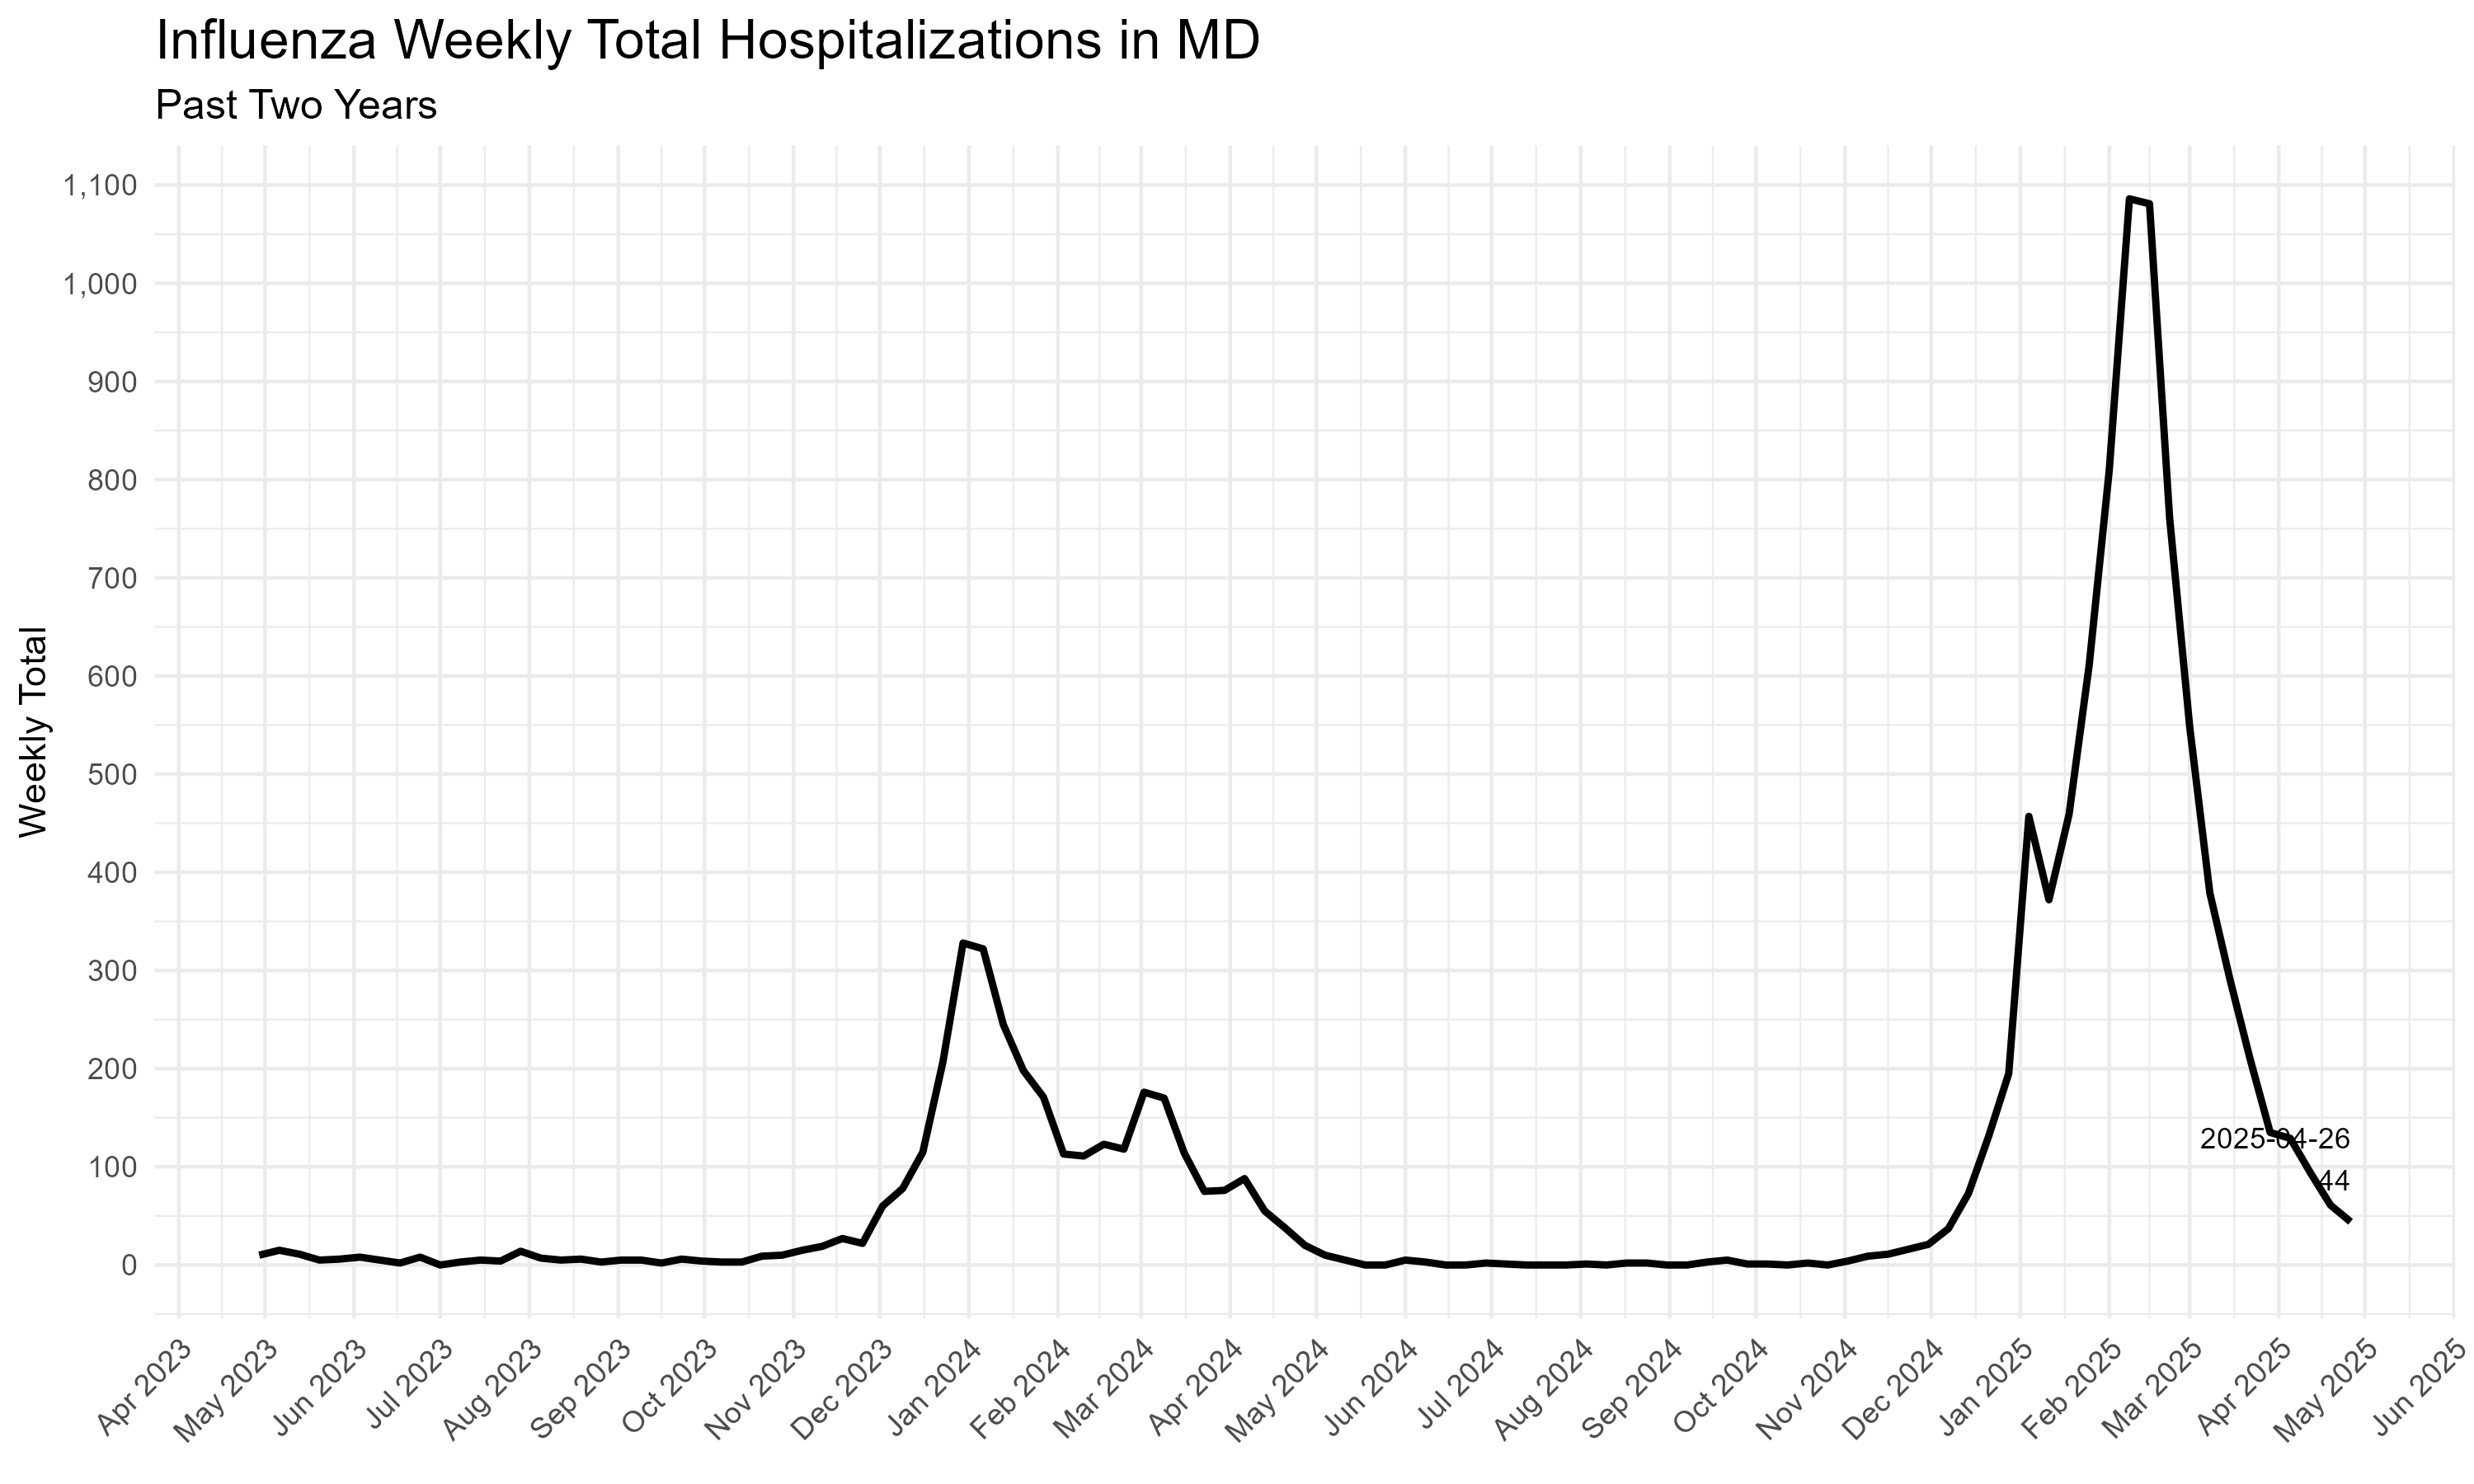 Influenza Weekly Total Hospitalizations in MD
Past Two Years
Weekly Total
1,100
1,000
900
800
700
600
500
400
300
200
100
0
2025-04-26
44
Apr 2023
May 2023
Jun 2023
Jul 2023
Aug 2023
Sep 2023
Oct 2023
Nov 2023
Dec 2023
Jan 2024
Feb 2024
Mar 2024
Apr 2024
May 2024
Jun 2024
Jul 2024
Aug 2024
Sep 2024
Oct 2024
Nov 2024
Dec 2024
Jan 2025
Feb 2025
Mar 2025
Apr 2025
May 2025
Jun 2025